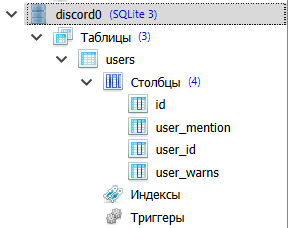 discord0 (SQLite 3)
Таблицы (3)
users
Столбцы (4)
id
user_mention
user_id
user_warns
Индексы
Триггеры